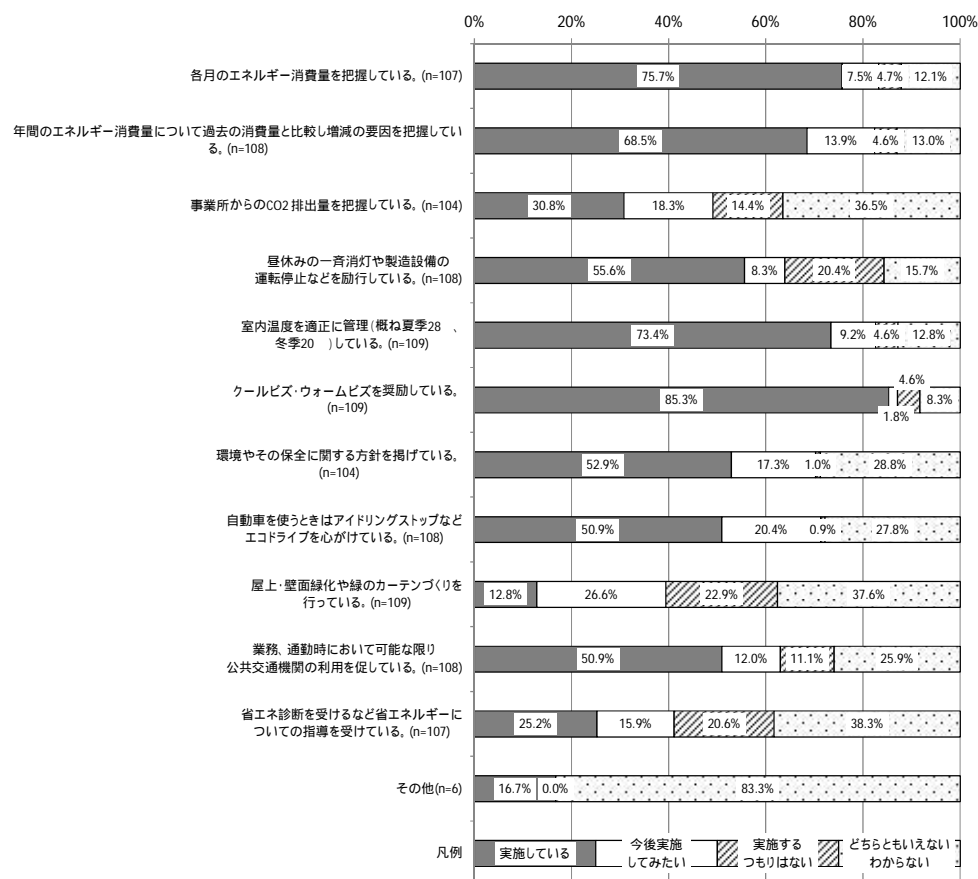 0% 20% 40% 60% 80% 100%
各月のエネルギー消費量を把握している。(n=107)
75.7% 7.5% 4.7% 12.1%
年間のエネルギー消費量について過去の消費量と比較し増減の要因を把握してい
る。(n=108)
68.5% 13.9% 4.6% 13.0%
事業所からのCO2排出量を把握している。(n=104)
30.8% 18.3% 14.4% 36.5%
昼休みの一斉消灯や製造設備の
運転停止などを励行している。(n=108)
55.6% 8.3% 20.4% 15.7%
室内温度を適正に管理(概ね夏季28 、
冬季20 )している。(n=109)
73.4% 9.2% 4.6% 12.8%
クールビズ・ウォームビズを奨励している。
(n=109)
85.3% 1.8% 4.6% 8.3%
環境やその保全に関する方針を掲げている。
(n=104)
52.9% 17.3% 1.0% 28.8%
自動車を使うときはアイドリングストップなど
エコドライブを心がけている。(n=108)
50.9% 20.4% 0.9% 27.8%
屋上・壁面緑化や緑のカーテンづくりを
行っている。(n=109)
12.8% 26.6% 22.9% 37.6%
業務、通勤時において可能な限り
公共交通機関の利用を促している。(n=108)
50.9% 12.0% 11.1% 25.9%
省エネ診断を受けるなど省エネルギーに
ついての指導を受けている。(n=107)
25.2% 15.9% 20.6% 38.3%
その他(n=6)
16.7% 0.0% 83.3%
凡例
実施している
今後実施
してみたい
実施する
つもりはない
どちらともいえない
わからない